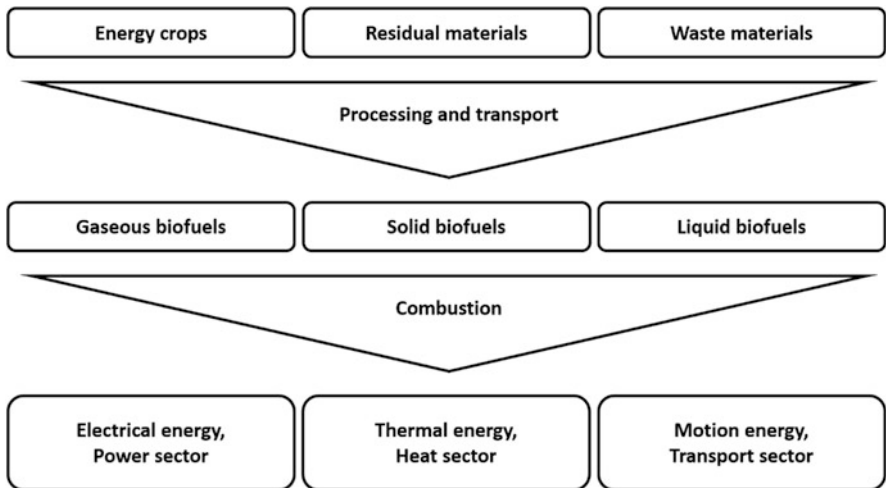 Energy crops
Residual materials
Waste materials
Processing and transport
Gaseous biofuels
Solid biofuels
Liquid biofuels
Combustion
Electrical energy,
Power sector
Thermal energy,
Heat sector
Motion energy,
Transport sector